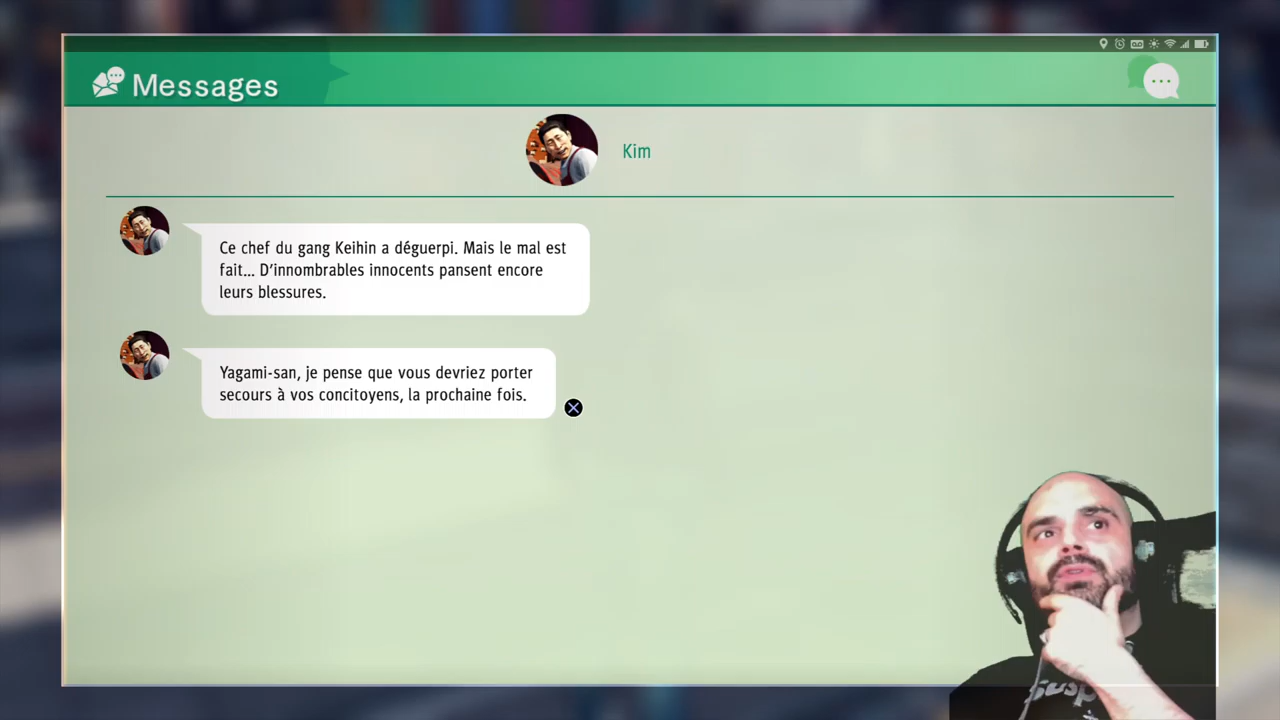 Messages
Kim
Ce chef du gang Keihin a déguerpi. Mais le mal est
fait... D'innombrables innocents pansent encore
leurs blessures.
Yagami-san, je pense que vous devriez porter
secours à vos concitoyens, la prochaine fois.
Susp